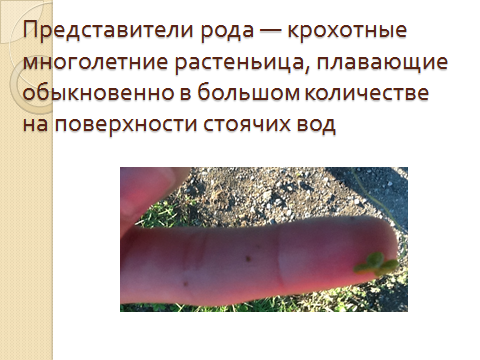 Представители рода — крохотные
многолетние растеньица, плавающие
обыкновенно в большом количестве
на поверхности стоячих вод